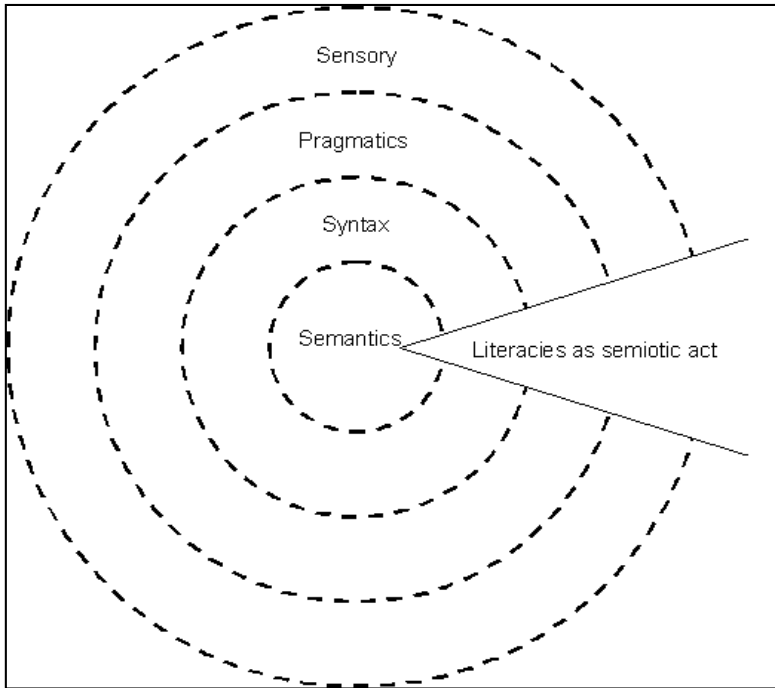 Sensory
Pragmatics
Syntax
Semantics
Literacies as semiotic act